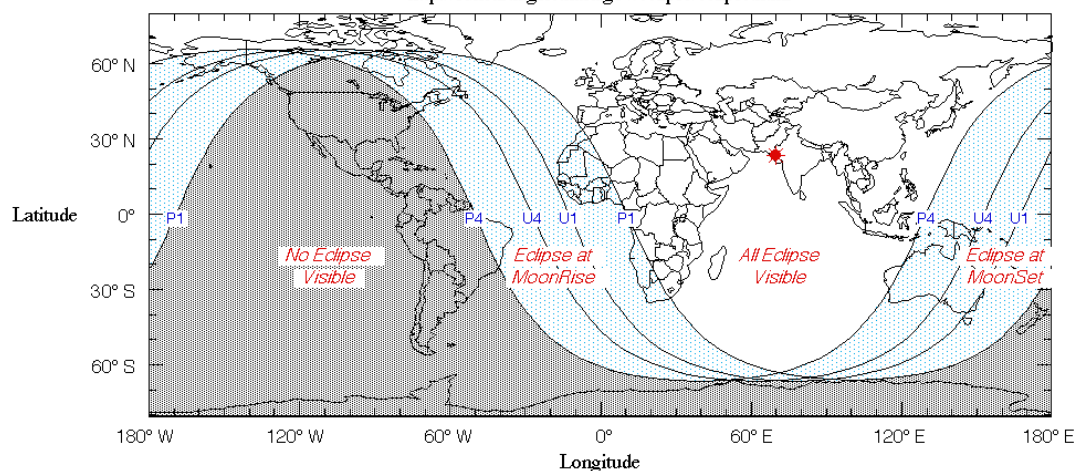 60° N
30° N
Latitude
0°
P1
P4
U4
U1
P1
P4
U4
U1
No Eclipse
Visible
Eclipse at
MoonRise
All Eclipse
Visible
Eclipse at
MoonSet
30° S
60° S
180° W
120° W
60° W
0°
60° E
120° E
180° E
Longitude